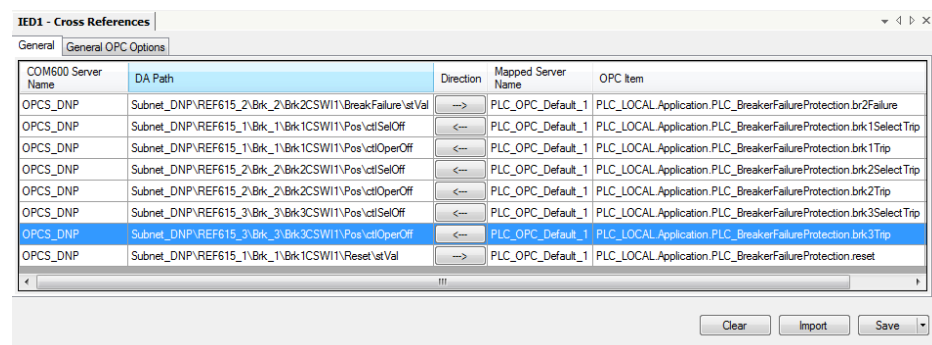 IED1 - Cross References
General General OPC Options
COM600 Server Name DA Path Direction Mapped Server Name OPC Item
OPCS_DNP Subnet_DNP\REF615_2\Brk_2\Brk2CSWI1\BreakFailure\stVal ---> PLC_OPC_Default_1 PLC_LOCAL.Application.PLC_BreakerFailureProtection.br2Failure
OPCS_DNP Subnet_DNP\REF615_1\Brk_1\Brk1CSWI1\Pos\ctlSelOff <--- PLC_OPC_Default_1 PLC_LOCAL.Application.PLC_BreakerFailureProtection.brk1SelectTrip
OPCS_DNP Subnet_DNP\REF615_1\Brk_1\Brk1CSWI1\Pos\ctlOperOff <--- PLC_OPC_Default_1 PLC_LOCAL.Application.PLC_BreakerFailureProtection.brk1Trip
OPCS_DNP Subnet_DNP\REF615_2\Brk_2\Brk2CSWI1\Pos\ctlSelOff <--- PLC_OPC_Default_1 PLC_LOCAL.Application.PLC_BreakerFailureProtection.brk2SelectTrip
OPCS_DNP Subnet_DNP\REF615_2\Brk_2\Brk2CSWI1\Pos\ctlOperOff <--- PLC_OPC_Default_1 PLC_LOCAL.Application.PLC_BreakerFailureProtection.brk2Trip
OPCS_DNP Subnet_DNP\REF615_3\Brk_3\Brk3CSWI1\Pos\ctlSelOff <--- PLC_OPC_Default_1 PLC_LOCAL.Application.PLC_BreakerFailureProtection.brk3SelectTrip
OPCS_DNP Subnet_DNP\REF615_3\Brk_3\Brk3CSWI1\Pos\ctlOperOff <--- PLC_OPC_Default_1 PLC_LOCAL.Application.PLC_BreakerFailureProtection.brk3Trip
OPCS_DNP Subnet_DNP\REF615_1\Brk_1\Brk1CSWI1\Reset\stVal ---> PLC_OPC_Default_1 PLC_LOCAL.Application.PLC_BreakerFailureProtection.reset
Clear Import Save